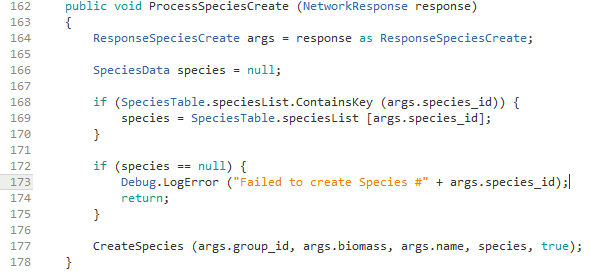 162 public void ProcessSpeciesCreate (NetworkResponse response)
163 {
164 ResponseSpeciesCreate args = response as ResponseSpeciesCreate;
165
166 SpeciesData species = null;
167
168 if (SpeciesTable.speciesList.ContainsKey (args.species_id)) {
169 species = SpeciesTable.speciesList [args.species_id];
170 }
171
172 if (species == null) {
173 Debug.LogError ("Failed to create Species #" + args.species_id);
174 return;
175 }
176
177 CreateSpecies (args.group_id, args.biomass, args.name, species, true);
178 }